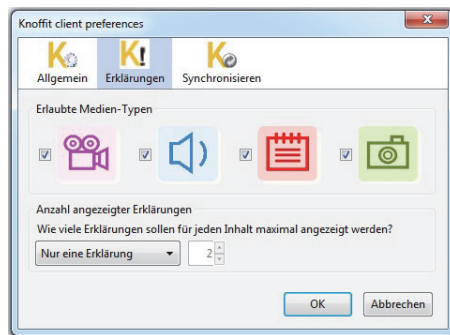 Knoffit client preferences
K K! K
Allgemein Erklärungen Synchronisieren
Erlaubte Medien-Typen
Anzahl angezeigter Erklärungen
Wie viele Erklärungen sollen für jeden Inhalt maximal angezeigt werden?
Nur eine Erklärung 2
OK Abbrechen